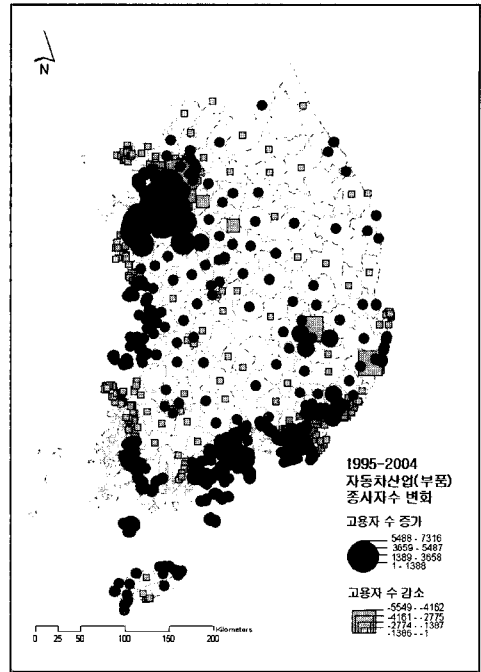 N
1995-2004
자동차산업(부품)
종사자수 변화
고용자 수 증가
5488 - 7316
3659 - 5487
1389 - 3658
1 - 1388
고용자 수 감소
-5549 - -4162
-4161 - -2775
-2774 - -1387
-1386 - -1
0 25 50 100 150 200
Kilometers